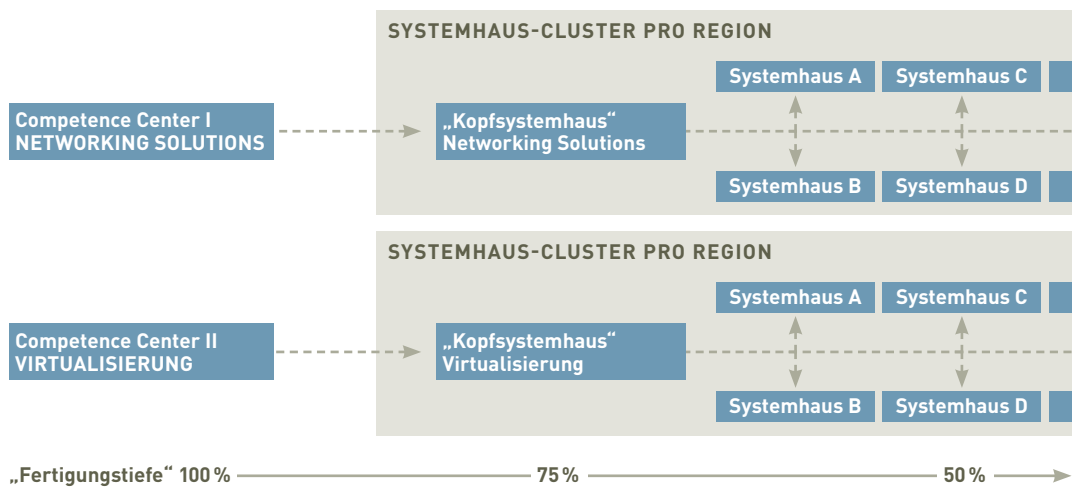 SYSTEMHAUS-CLUSTER PRO REGION
Systemhaus A
Systemhaus C
Competence Center I
NETWORKING SOLUTIONS
„Kopfsystemhaus“
Networking Solutions
Systemhaus B
Systemhaus D
SYSTEMHAUS-CLUSTER PRO REGION
Systemhaus A
Systemhaus C
Competence Center II
VIRTUALISIERUNG
„Kopfsystemhaus“
Virtualisierung
Systemhaus B
Systemhaus D
„Fertigungstiefe“ 100 % 75 % 50 %